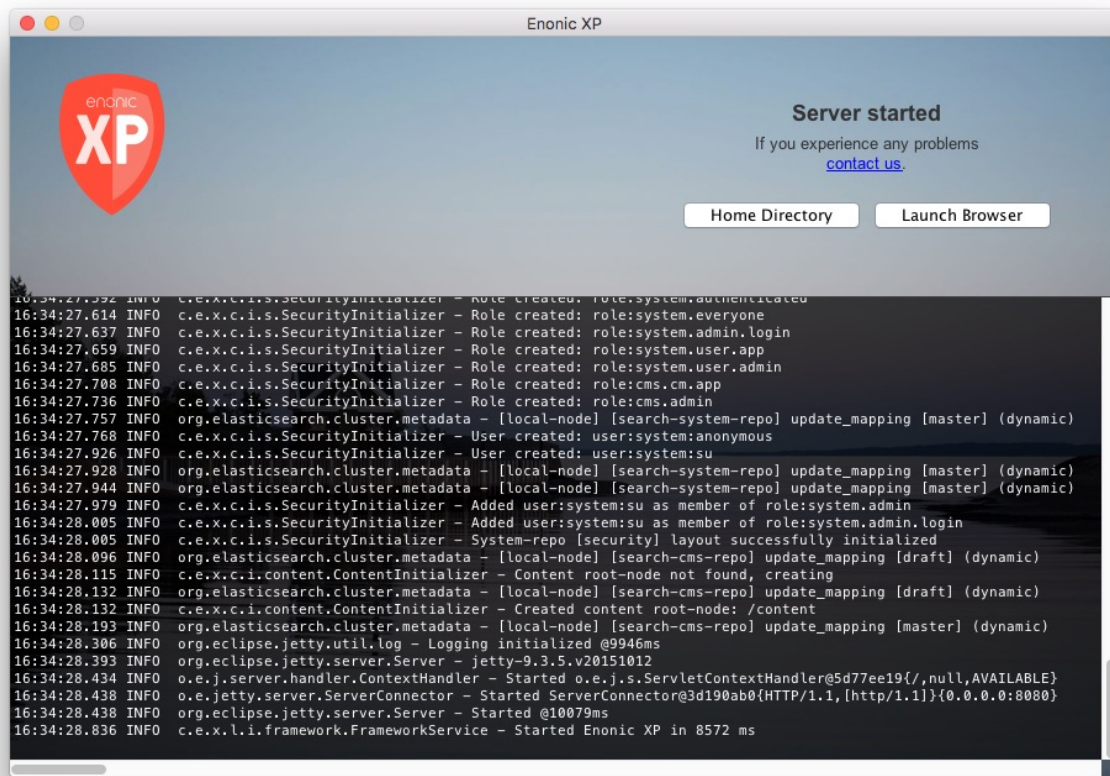 Enonic XP
enonic
XP
Server started
If you experience any problems
contact us.
Home Directory
Launch Browser
16:34:27.592 INFO  c.e.x.c.i.s.SecurityInitializer – Role created: role:system.authenticated
16:34:27.614 INFO  c.e.x.c.i.s.SecurityInitializer – Role created: role:system.everyone
16:34:27.637 INFO  c.e.x.c.i.s.SecurityInitializer – Role created: role:system.admin.login
16:34:27.659 INFO  c.e.x.c.i.s.SecurityInitializer – Role created: role:system.user.app
16:34:27.685 INFO  c.e.x.c.i.s.SecurityInitializer – Role created: role:system.user.admin
16:34:27.708 INFO  c.e.x.c.i.s.SecurityInitializer – Role created: role:cms.cm.app
16:34:27.736 INFO  c.e.x.c.i.s.SecurityInitializer – Role created: role:cms.admin
16:34:27.757 INFO  org.elasticsearch.cluster.metadata – [local-node] [search-system-repo] update_mapping [master] (dynamic)
16:34:27.768 INFO  c.e.x.c.i.s.SecurityInitializer – User created: user:system:anonymous
16:34:27.926 INFO  c.e.x.c.i.s.SecurityInitializer – User created: user:system:su
16:34:27.928 INFO  org.elasticsearch.cluster.metadata – [local-node] [search-system-repo] update_mapping [master] (dynamic)
16:34:27.944 INFO  org.elasticsearch.cluster.metadata – [local-node] [search-system-repo] update_mapping [master] (dynamic)
16:34:27.979 INFO  c.e.x.c.i.s.SecurityInitializer – Added user:system:su as member of role:system.admin
16:34:28.005 INFO  c.e.x.c.i.s.SecurityInitializer – Added user:system:su as member of role:system.admin.login
16:34:28.005 INFO  c.e.x.c.i.s.SecurityInitializer – System-repo [security] layout successfully initialized
16:34:28.096 INFO  org.elasticsearch.cluster.metadata – [local-node] [search-cms-repo] update_mapping [draft] (dynamic)
16:34:28.115 INFO  c.e.x.c.i.content.ContentInitializer – Content root-node not found, creating
16:34:28.132 INFO  org.elasticsearch.cluster.metadata – [local-node] [search-cms-repo] update_mapping [draft] (dynamic)
16:34:28.132 INFO  c.e.x.c.i.content.ContentInitializer – Created content root-node: /content
16:34:28.193 INFO  org.elasticsearch.cluster.metadata – [local-node] [search-cms-repo] update_mapping [master] (dynamic)
16:34:28.306 INFO  org.eclipse.jetty.util.log – Logging initialized @9946ms
16:34:28.393 INFO  org.eclipse.jetty.server.Server – jetty-9.3.5.v20151012
16:34:28.434 INFO  o.e.j.server.handler.ContextHandler – Started o.e.j.s.ServletContextHandler@5d77ee19{/,null,AVAILABLE}
16:34:28.438 INFO  o.e.jetty.server.ServerConnector – Started ServerConnector@3d190ab0{HTTP/1.1,[http/1.1]}{0.0.0.0:8080}
16:34:28.438 INFO  org.eclipse.jetty.server.Server – Started @10079ms
16:34:28.836 INFO  c.e.x.l.i.framework.FrameworkService – Started Enonic XP in 8572 ms